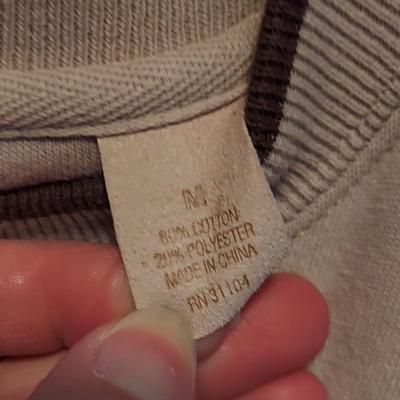 M
80% COTTON
20% POLYESTER
MADE IN CHINA
RN 31104